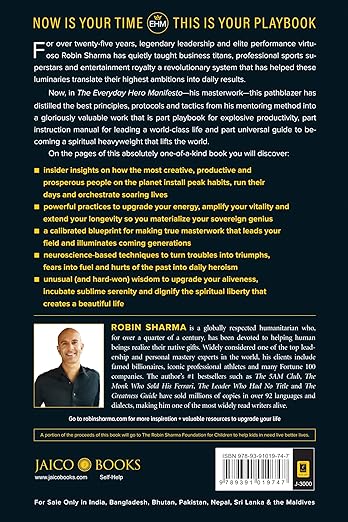 NOW IS YOUR TIME EHM THIS IS YOUR PLAYBOOK
For over twenty-five years, legendary leadership and elite performance virtu-
oso Robin Sharma has quietly taught business titans, professional sports su-
perstars and entertainment royalty a revolutionary system that has helped these
luminaries translate their highest ambitions into daily results.
Now, in The Everyday Hero Manifesto—his masterwork—this pathblazer has
distilled the best principles, protocols and tactics from his mentoring method into
a gloriously valuable work that is part playbook for explosive productivity, part
instruction manual for leading a world-class life and part universal guide to be-
coming a spiritual heavyweight that lifts the world.
On the pages of this absolutely one-of-a-kind book you will discover:
insider insights on how the most creative, productive and
prosperous people on the planet install peak habits, run their
days and orchestrate soaring lives
powerful practices to upgrade your energy, amplify your vitality and
extend your longevity so you materialize your sovereign genius
a calibrated blueprint for making true masterwork that leads your
field and illuminates coming generations
neuroscience-based techniques to turn troubles into triumphs,
fears into fuel and hurts of the past into daily heroism
unusual (and hard-won) wisdom to upgrade your aliveness,
incubate sublime serenity and dignify the spiritual liberty that
creates a beautiful life
ROBIN SHARMA is a globally respected humanitarian who,
for over a quarter of a century, has been devoted to helping human
beings realize their native gifts. Widely considered one of the top lead-
ership and personal mastery experts in the world, his clients include
famed billionaires, iconic professional athletes and many Fortune 100
companies. The author's #1 bestsellers such as The 5AM Club, The
Monk Who Sold His Ferrari, The Leader Who Had No Title and The
Greatness Guide have sold millions of copies in over 92 languages and
dialects, making him one of the most widely read writers alive.
Go to robinsharma.com for more inspiration + valuable resources to upgrade your life
A portion of the proceeds of this book will go to The Robin Sharma Foundation for Children to help kids in need live better lives.
JAICO BOOKS
jaicobooks.com Self-Help
ISBN 978-93-91019-74-7
9 789391 019747
J-3000
For Sale Only in India, Bangladesh, Bhutan, Pakistan, Nepal, Sri Lanka & the Maldives